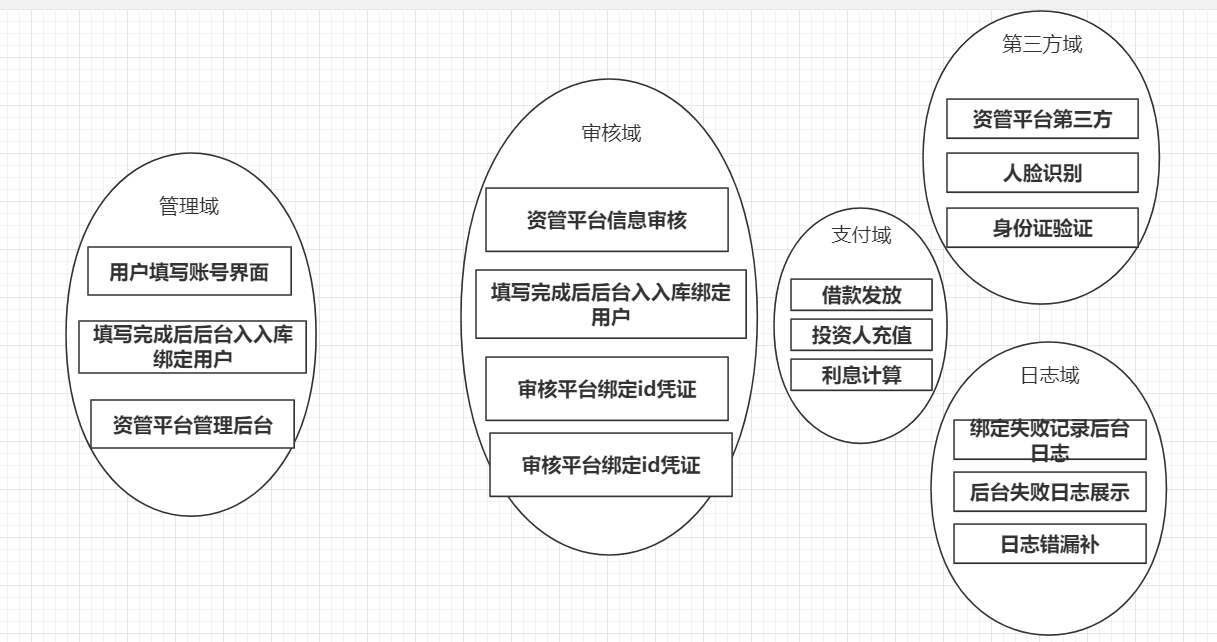 管理域
用户填写账号界面
填写完成后后台入入库
绑定用户
资管平台管理后台
审核域
资管平台信息审核
填写完成后后台入入库绑定
用户
审核平台绑定id凭证
审核平台绑定id凭证
支付域
借款发放
投资人充值
利息计算
第三方域
资管平台第三方
人脸识别
身份证验证
日志域
绑定失败记录后台
日志
后台失败日志展示
日志错漏补